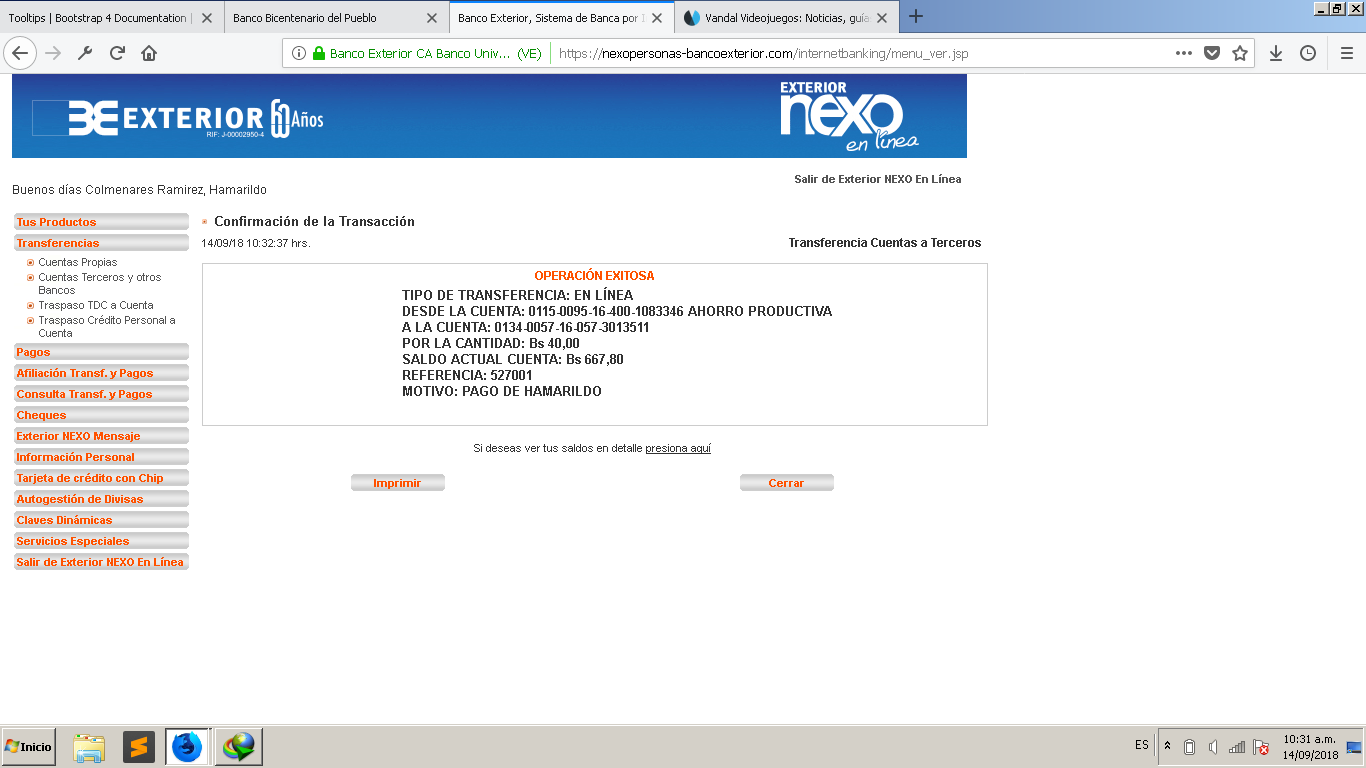 Tooltips | Bootstrap 4 Documentation |
Banco Bicentenario del Pueblo
Banco Exterior, Sistema de Banca por I
Vandal Videojuegos: Noticias, guías
Banco Exterior CA Banco Univ... (VE)
https://nexopersonas-bancoexterior.com/internetbanking/menu_ver.jsp
EXTERIOR 60 Años
RIF: J-00002950-4
EXTERIOR
nexo
en línea
Salir de Exterior NEXO En Línea
Buenos días Colmenares Ramirez, Hamarildo
Tus Productos
Transferencias
Cuentas Propias
Cuentas Terceros y otros
Bancos
Traspaso TDC a Cuenta
Traspaso Crédito Personal a
Cuenta
Pagos
Afiliación Transf. y Pagos
Consulta Transf. y Pagos
Cheques
Exterior NEXO Mensaje
Información Personal
Tarjeta de crédito con Chip
Autogestión de Divisas
Claves Dinámicas
Servicios Especiales
Salir de Exterior NEXO En Línea
Confirmación de la Transacción
14/09/18 10:32:37 hrs.
Transferencia Cuentas a Terceros
OPERACIÓN EXITOSA
TIPO DE TRANSFERENCIA: EN LÍNEA
DESDE LA CUENTA: 0115-0095-16-400-1083346 AHORRO PRODUCTIVA
A LA CUENTA: 0134-0057-16-057-3013511
POR LA CANTIDAD: Bs 40,00
SALDO ACTUAL CUENTA: Bs 667,80
REFERENCIA: 527001
MOTIVO: PAGO DE HAMARILDO
Si deseas ver tus saldos en detalle presiona aquí
Imprimir
Cerrar
Inicio
ES
10:31 a.m.
14/09/2018